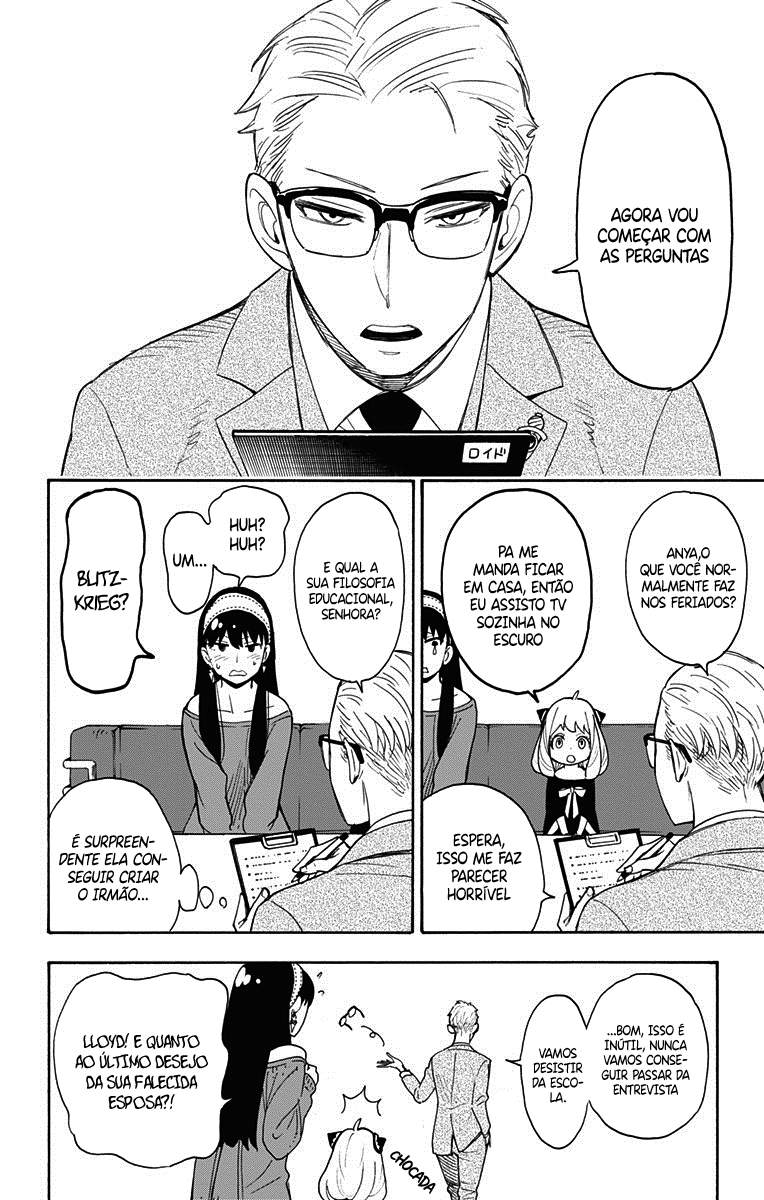 AGORA VOU
COMEÇAR COM
AS PERGUNTAS
ロイド
ANYA,O
QUE VOCÊ NOR-
MALMENTE FAZ
NOS FERIADOS?
PA ME
MANDA FICAR
EM CASA, ENTÃO
EU ASSISTO TV
SOZINHA NO
ESCURO
ESPERA,
ISSO ME FAZ
PARECER
HORRÍVEL
E QUAL A
SUA FILOSOFIA
EDUCACIONAL,
SENHORA?
HUH?
HUH?
UM...
BLITZ-
KRIEG?
É SURPREEN-
DENTE ELA CON-
SEGUIR CRIAR
O IRMÃO...
...BOM, ISSO É
INÚTIL, NUNCA
VAMOS CONSE-
GUIR PASSAR DA
ENTREVISTA
VAMOS
DESISTIR
DA ESCO-
LA.
LLOYD! E QUANTO
AO ÚLTIMO DESEJO
DA SUA FALECIDA
ESPOSA?!
CHOCADA